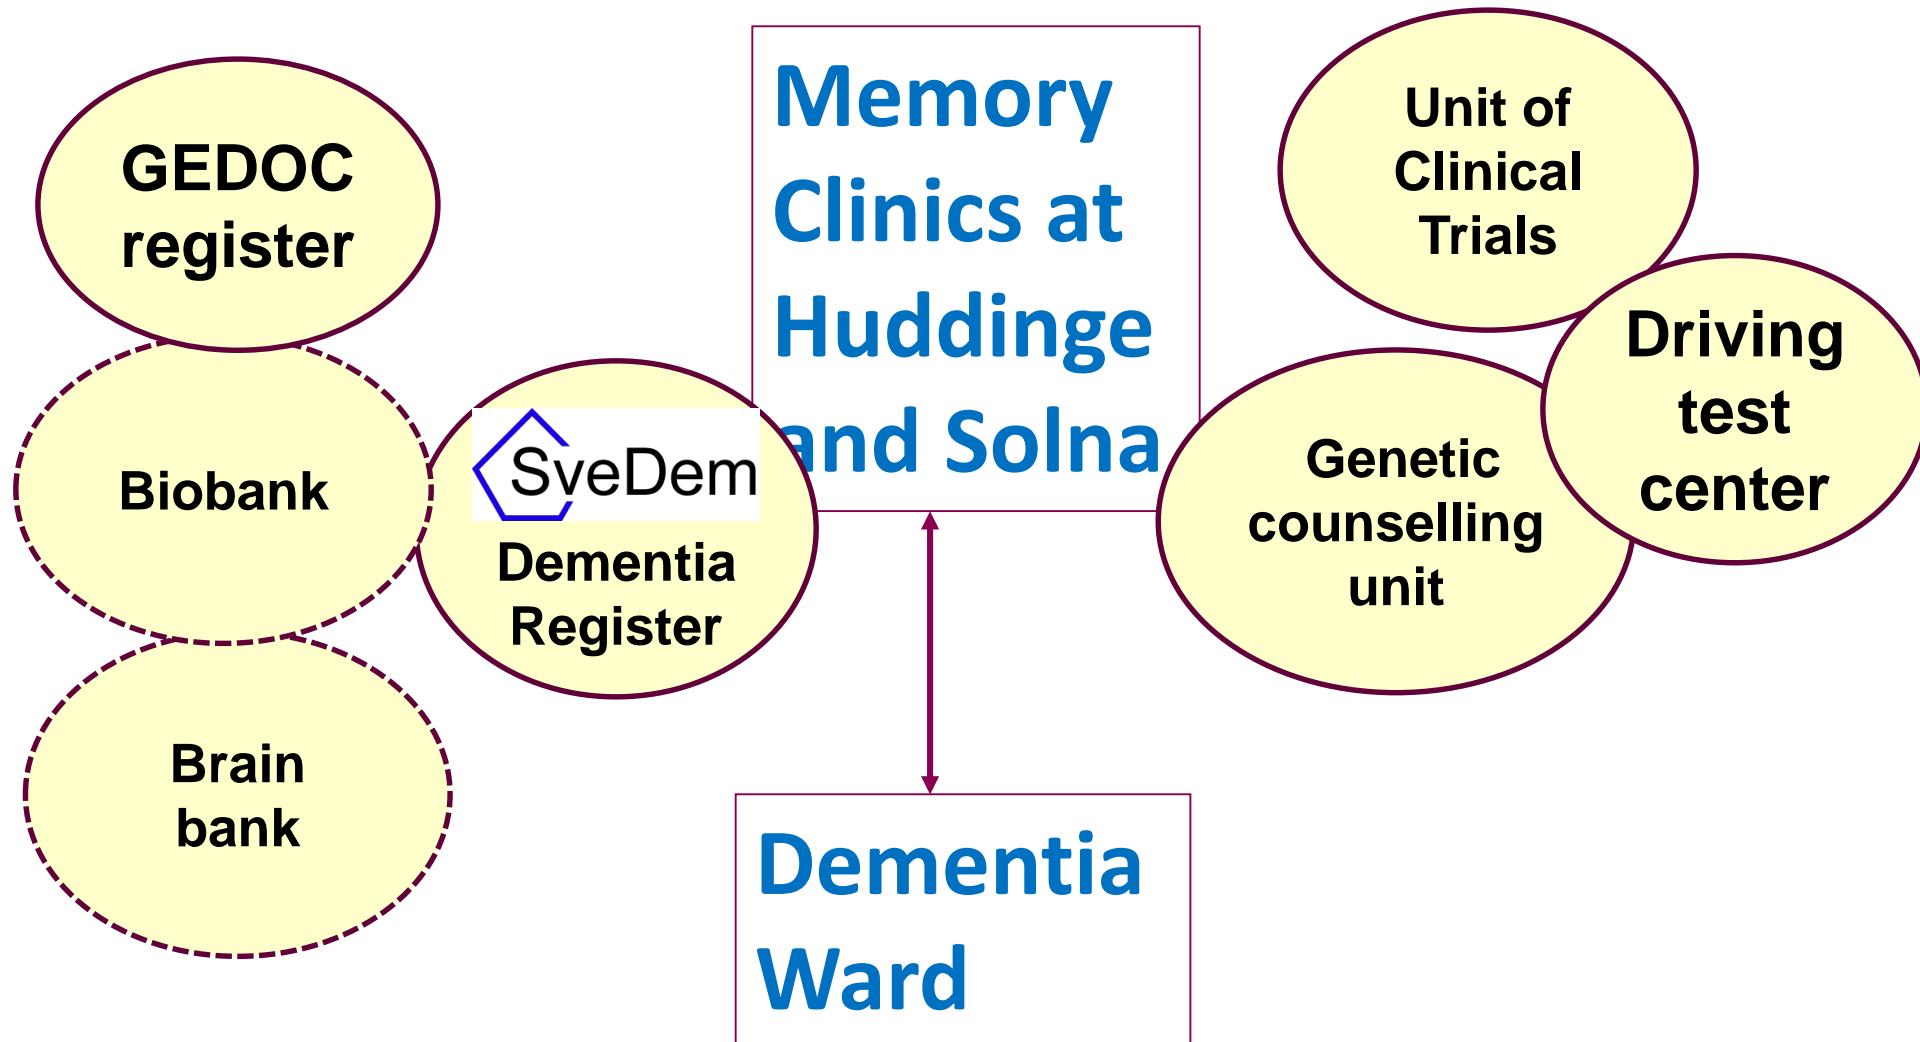 GEDOC
register
Biobank
Brain
bank
SveDem
Dementia
Register
Memory
Clinics at
Huddinge
and Solna
Dementia
Ward
Unit of
Clinical
Trials
Driving
test
center
Genetic
counselling
unit